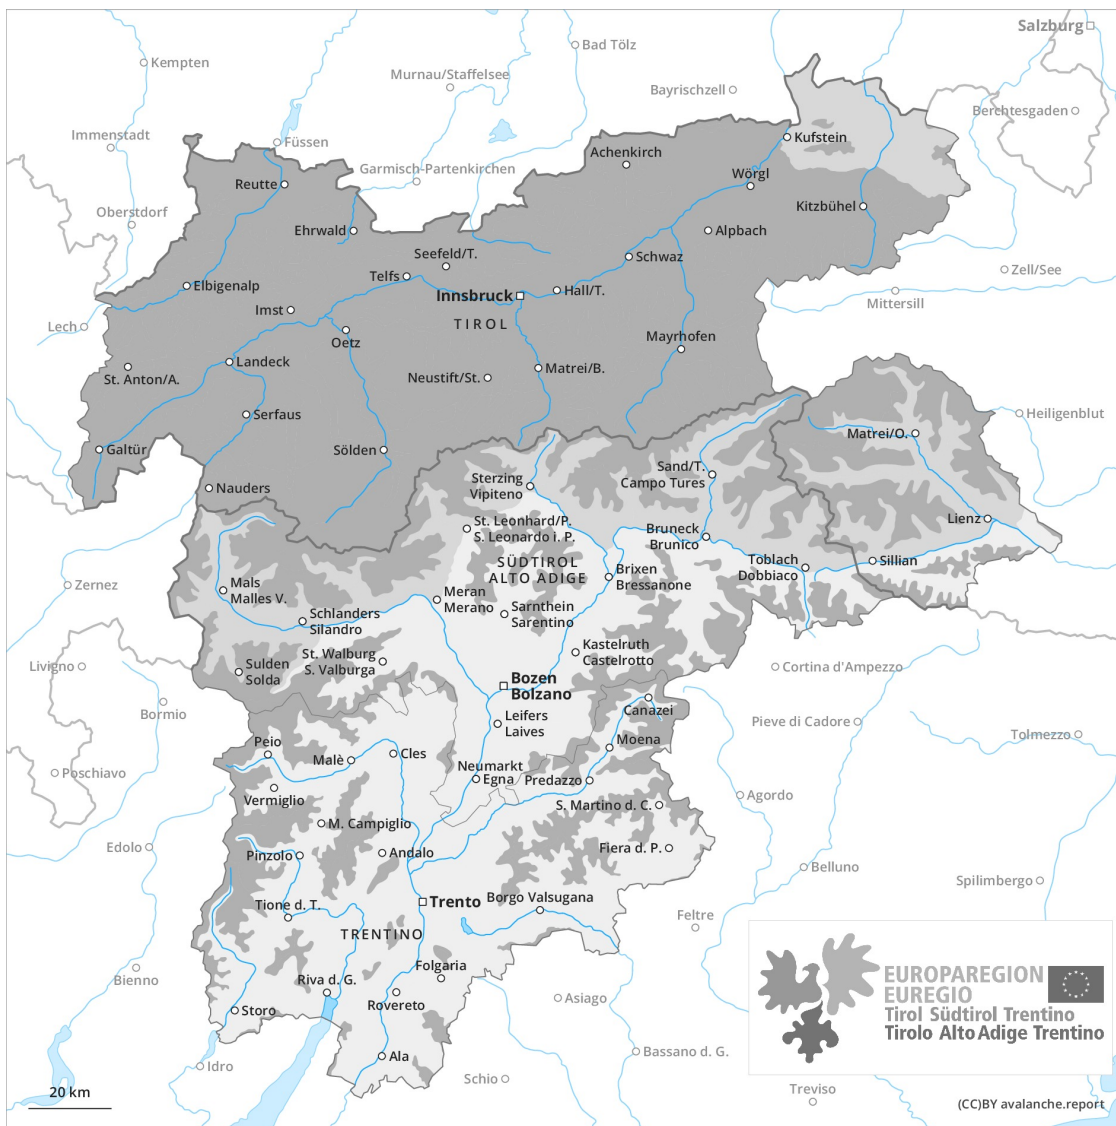 Salzburg
Kempten
Bad Tölz
Murnau/Staffelsee
Bayrischzell
Berchtesgaden
Immenstadt
Füssen
Kufstein
Achenkirch
Garmisch-Partenkirchen
Wörgl
Reutte
Oberstdorf
Kitzbühel
Ehrwald
Alpbach
Seefeld/T.
Schwaz
Zell/See
Telfs
Elbigenalp
Hall/T.
Innsbruck
Mittersill
Imst
TIROL
Lech
Oetz
Mayrhofen
Landeck
Matrei/B.
St. Anton/A.
Neustift/St.
Serfaus
Heiligenblut
Matrei/O.
Galtür
Sölden
Sand/T.
Campo Tures
Sterzing
Vipiteno
Nauders
Lienz
St. Leonhard/P.
S. Leonardo i. P.
Bruneck
Brunico
SÜDTIROL
ALTO ADIGE
Toblach
Dobbiaco
Sillian
Brixen
Bressanone
Zernez
Mals
Malles V.
Meran
Merano
Sarnthein
Sarentino
Schlanders
Silandro
Kastelruth
Castelrotto
St. Walburg
S. Valburga
Livigno
Sulden
Solda
Cortina d'Ampezzo
Bozen
Bolzano
Canazei
Bormio
Leifers
Laives
Pieve di Cadore
Tolmezzo
Peio
Moena
Malè
Cles
Poschiavo
Neumarkt
Egna
Predazzo
Vermiglio
Agordo
S. Martino d. C.
M. Campiglio
Edolo
Fiera d. P.
Pinzolo
Andalo
Belluno
Spilimbergo
Tione d. T.
Trento
Borgo Valsugana
Feltre
TRENTINO
Bienno
Folgaria
Riva d. G.
Rovereto
Asiago
Storo
EUROPAREGION
EUREGIO
Tirol Südtirol Trentino
Tirolo Alto Adige Trentino
Ala
Idro
Bassano d. G.
Schio
Treviso
20 km
(CC)BY avalanche.report